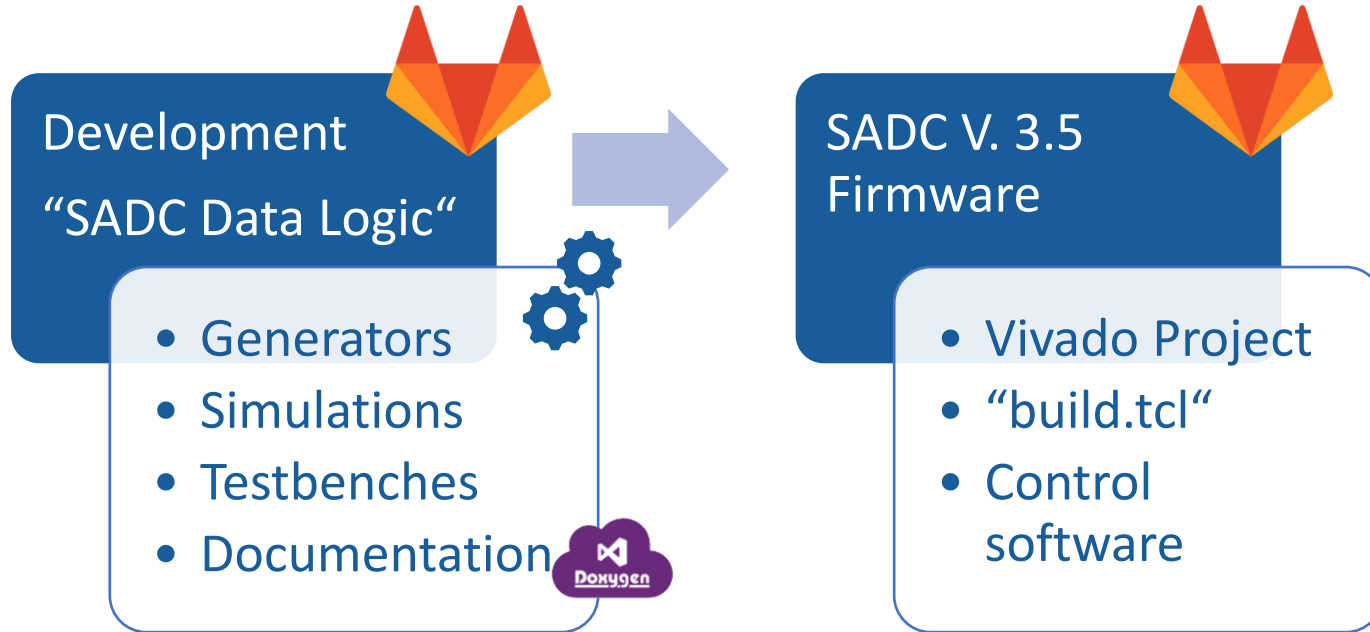 Development
“SADC Data Logic“
• Generators
• Simulations
• Testbenches
• Documentation
Doxygen
SADC V. 3.5
Firmware
• Vivado Project
• “build.tcl“
• Control
software